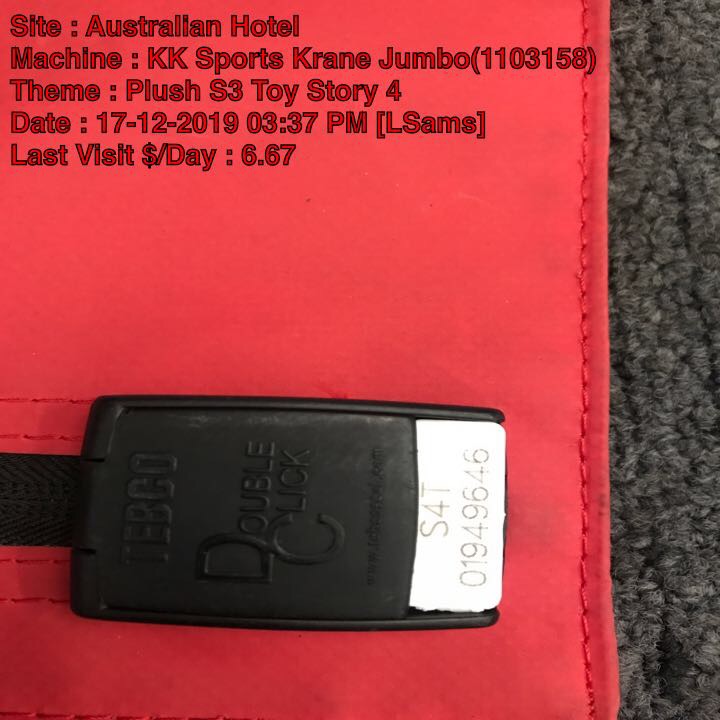 Site : Australian Hotel
Machine : KK Sports Krane Jumbo(1103158)
Theme : Plush S3 Toy Story 4
Date : 17-12-2019 03:37 PM [LSams]
Last Visit $/Day : 6.67
TEBCO
DOUBLE
CLICK
S4T
01949646